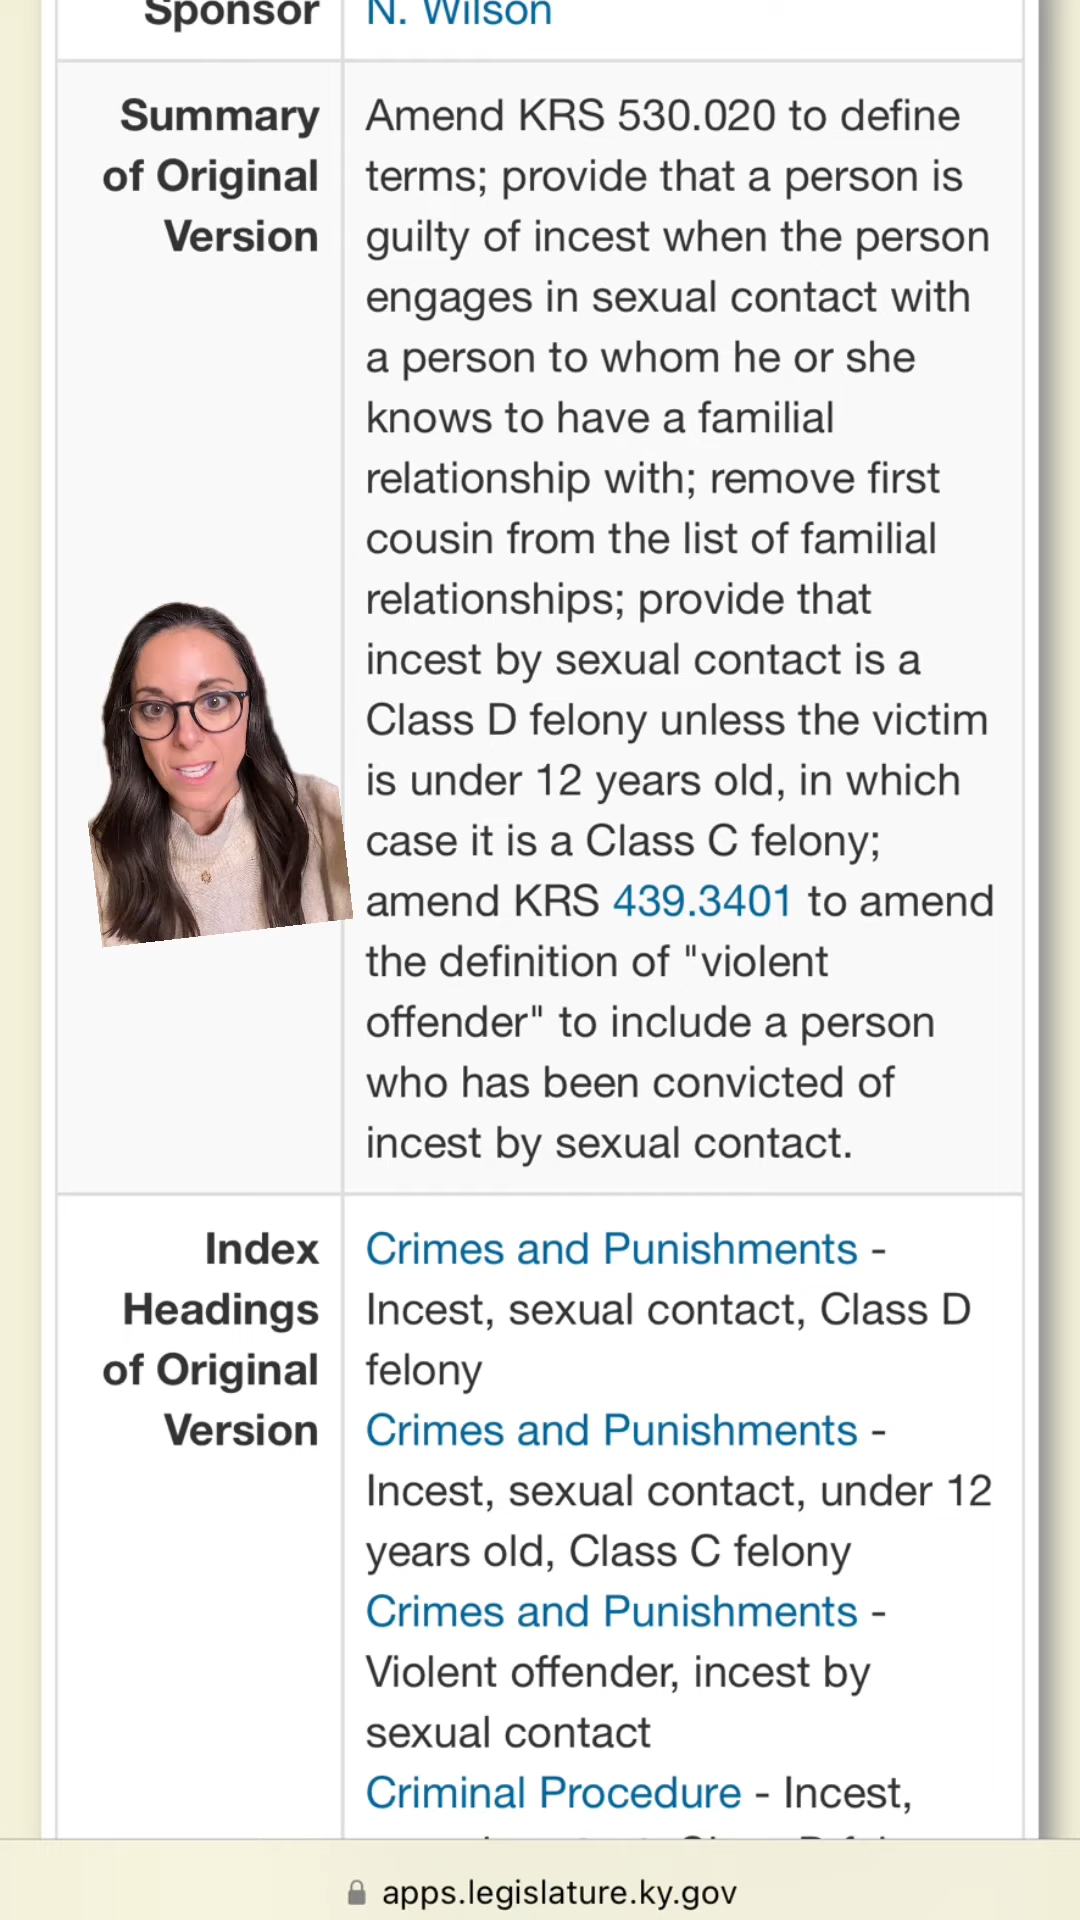 Sponsor N. Wilson
Summary of Original Version
Amend KRS 530.020 to define
terms; provide that a person is
guilty of incest when the person
engages in sexual contact with
a person to whom he or she
knows to have a familial
relationship with; remove first
cousin from the list of familial
relationships; provide that
incest by sexual contact is a
Class D felony unless the victim
is under 12 years old, in which
case it is a Class C felony;
amend KRS 439.3401 to amend
the definition of "violent
offender" to include a person
who has been convicted of
incest by sexual contact.
Index Headings of Original Version
Crimes and Punishments -
Incest, sexual contact, Class D
felony
Crimes and Punishments -
Incest, sexual contact, under 12
years old, Class C felony
Crimes and Punishments -
Violent offender, incest by
sexual contact
Criminal Procedure - Incest,
apps.legislature.ky.gov